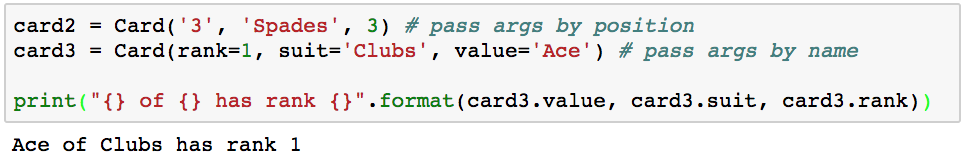 card2 = Card('3', 'Spades', 3) # pass args by position
card3 = Card(rank=1, suit='Clubs', value='Ace') # pass args by name
print("{} of {} has rank {}".format(card3.value, card3.suit, card3.rank))
Ace of Clubs has rank 1